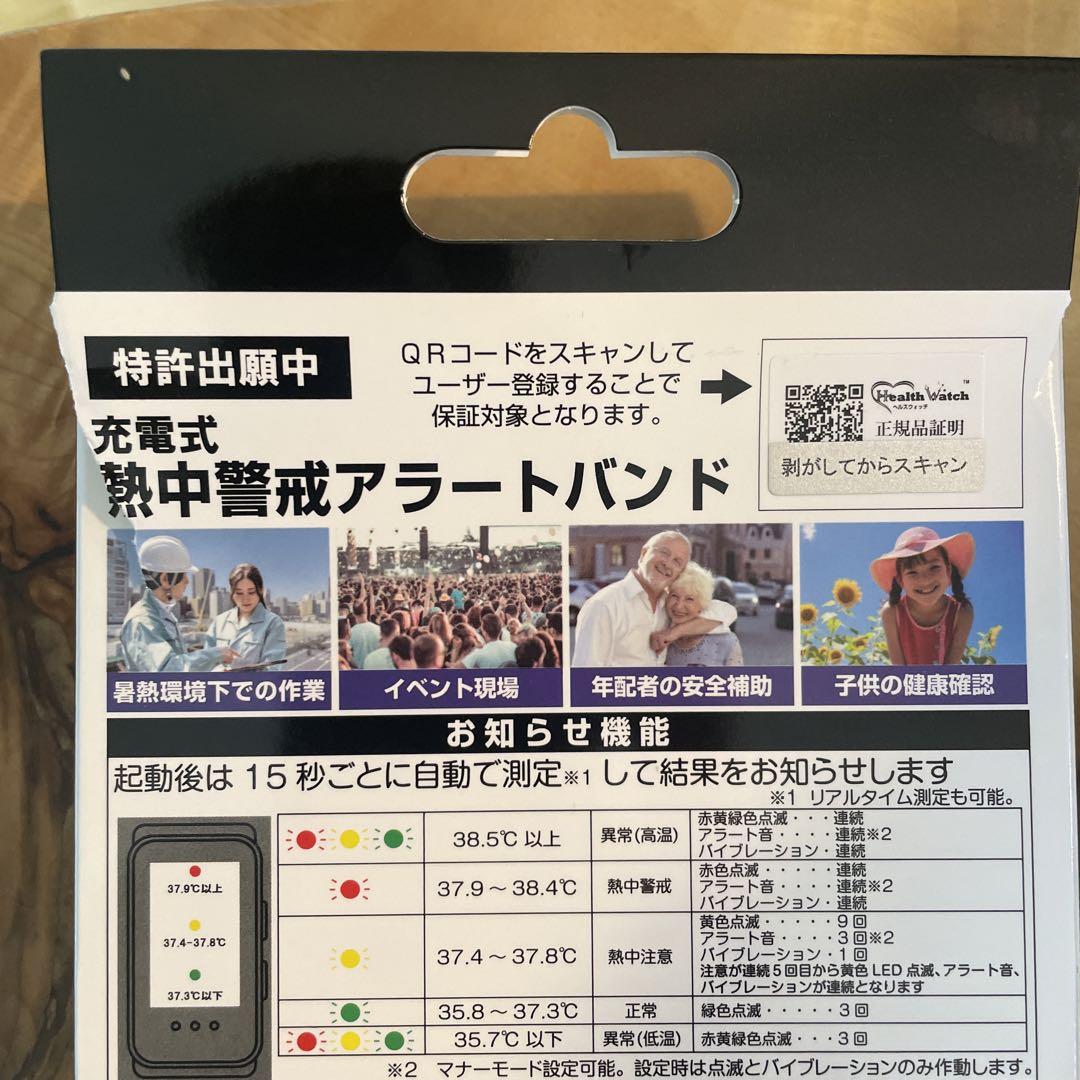 特許出願中
QRコードをスキャンして
ユーザー登録することで
保証対象となります。
Health Watch™
ヘルスウォッチ
正規品証明
剥がしてからスキャン
充電式
熱中警戒アラートバンド
暑熱環境下での作業
イベント現場
年配者の安全補助
子供の健康確認
お知らせ機能
起動後は15秒ごとに自動で測定※1して結果をお知らせします
※1 リアルタイム測定も可能。
37.9℃以上
37.4-37.8℃
37.3℃以下
38.5℃以上 異常(高温) 赤黄緑色点滅・・・連続
アラート音・・・・連続※2
バイブレーション・連続
37.9～38.4℃ 熱中警戒 赤色点滅・・・・・連続
アラート音・・・・連続※2
バイブレーション・連続
37.4～37.8℃ 熱中注意 黄色点滅・・・・・9回
アラート音・・・・3回※2
バイブレーション・1回
注意が連続5回目から黄色LED点滅、アラート音、
バイブレーションが連続となります
35.8～37.3℃ 正常 緑色点滅・・・・・3回
35.7℃以下 異常(低温) 赤黄緑色点滅・・・3回
※2 マナーモード設定可能。設定時は点滅とバイブレーションのみ作動します。